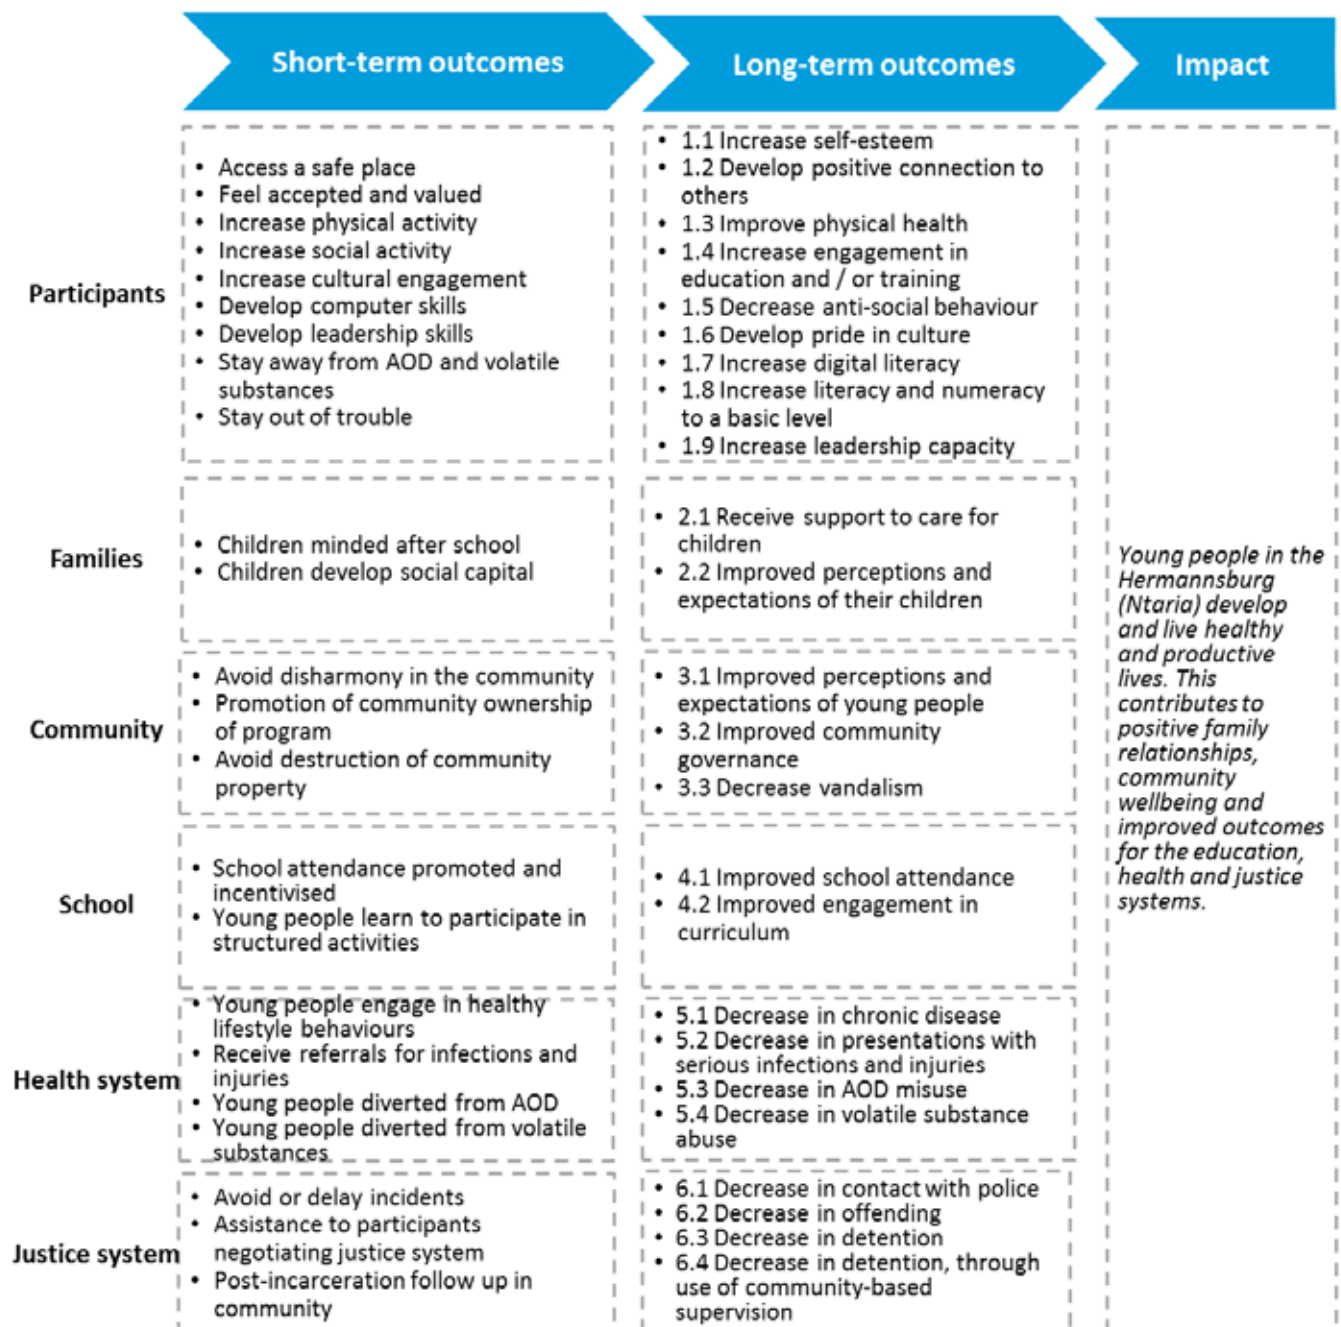 Short-term outcomes
Long-term outcomes
Impact
Participants
• Access a safe place
• Feel accepted and valued
• Increase physical activity
• Increase social activity
• Increase cultural engagement
• Develop computer skills
• Develop leadership skills
• Stay away from AOD and volatile
substances
• Stay out of trouble
• 1.1 Increase self-esteem
• 1.2 Develop positive connection to
others
• 1.3 Improve physical health
• 1.4 Increase engagement in
education and / or training
• 1.5 Decrease anti-social behaviour
• 1.6 Develop pride in culture
• 1.7 Increase digital literacy
• 1.8 Increase literacy and numeracy
to a basic level
• 1.9 Increase leadership capacity
Families
• Children minded after school
• Children develop social capital
• 2.1 Receive support to care for
children
• 2.2 Improved perceptions and
expectations of their children
Community
• Avoid disharmony in the community
• Promotion of community ownership
of program
• Avoid destruction of community
property
• 3.1 Improved perceptions and
expectations of young people
• 3.2 Improved community
governance
• 3.3 Decrease vandalism
School
• School attendance promoted and
incentivised
• Young people learn to participate in
structured activities
• 4.1 Improved school attendance
• 4.2 Improved engagement in
curriculum
Health system
• Young people engage in healthy
lifestyle behaviours
• Receive referrals for infections and
injuries
• Young people diverted from AOD
• Young people diverted from volatile
substances
• 5.1 Decrease in chronic disease
• 5.2 Decrease in presentations with
serious infections and injuries
• 5.3 Decrease in AOD misuse
• 5.4 Decrease in volatile substance
abuse
Justice system
• Avoid or delay incidents
• Assistance to participants
negotiating justice system
• Post-incarceration follow up in
community
• 6.1 Decrease in contact with police
• 6.2 Decrease in offending
• 6.3 Decrease in detention
• 6.4 Decrease in detention, through
use of community-based
supervision
Young people in the
Hermannsburg
(Ntaria) develop
and live healthy
and productive
lives. This
contributes to
positive family
relationships,
community
wellbeing and
improved outcomes
for the education,
health and justice
systems.